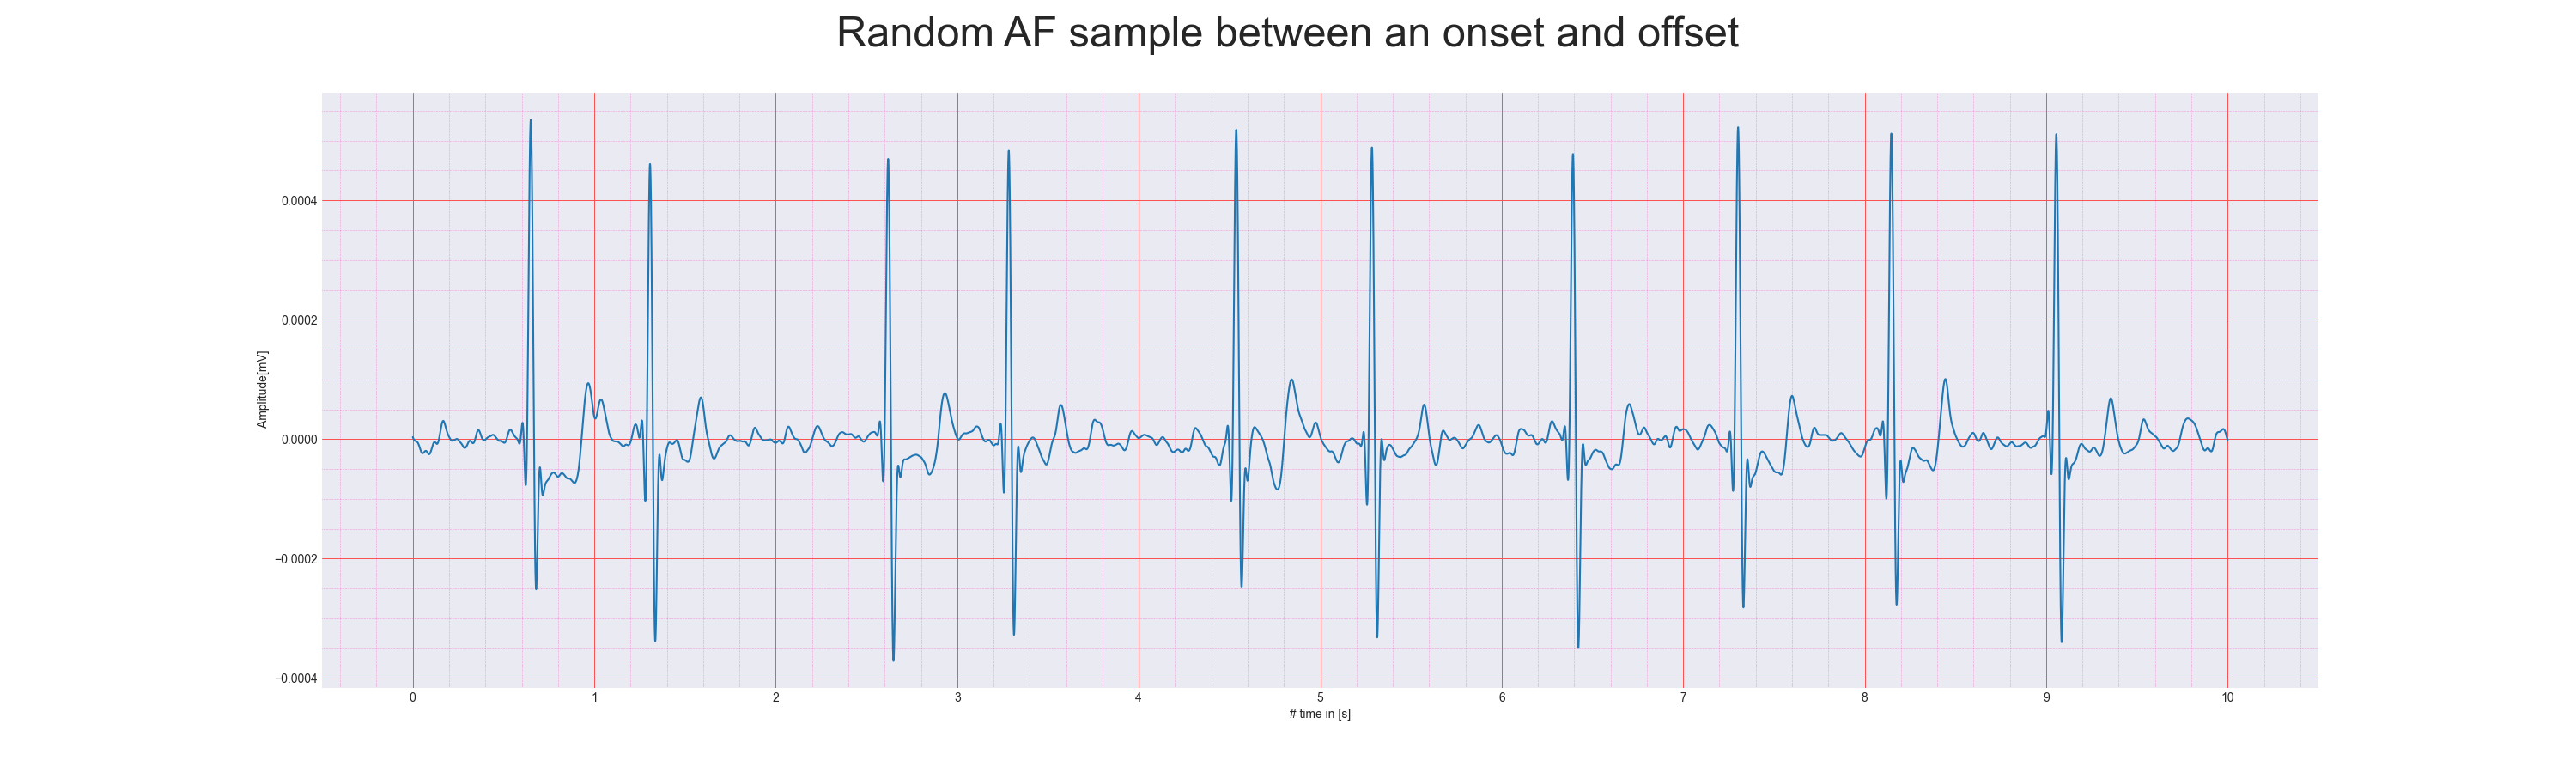 Random AF sample between an onset and offset
0.0004
0.0002
0.0000
−0.0002
−0.0004
Amplitude[mV]
0 1 2 3 4 5 6 7 8 9 10
# time in [s]